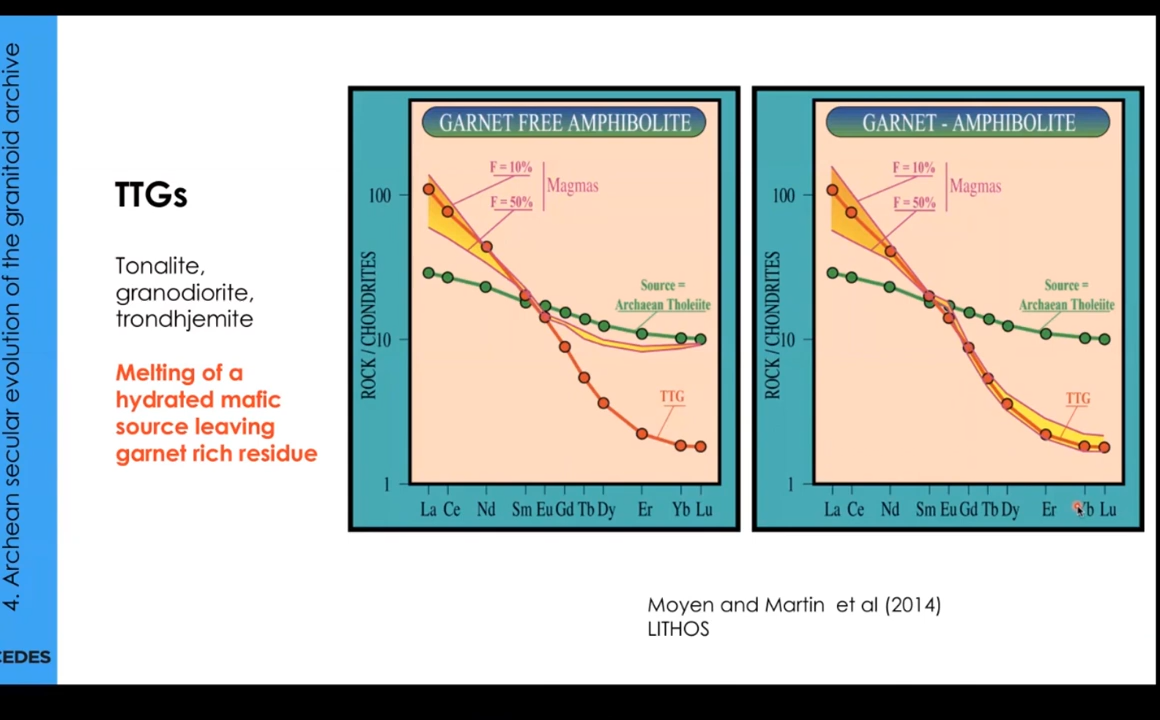 4. Archean secular evolution of the granitoid archive
CEDES
TTGs
Tonalite,
granodiorite,
trondhjemite
Melting of a
hydrated mafic
source leaving
garnet rich residue
GARNET FREE AMPHIBOLITE
ROCK / CHONDRITES
100
10
1
F = 10%
F = 50%
Magmas
Source =
Archaean Tholeiite
TTG
La Ce Nd Sm Eu Gd Tb Dy Er Yb Lu
GARNET - AMPHIBOLITE
ROCK / CHONDRITES
100
10
1
F = 10%
F = 50%
Magmas
Source =
Archaean Tholeiite
TTG
La Ce Nd Sm Eu Gd Tb Dy Er Yb Lu
Moyen and Martin et al (2014)
LITHOS